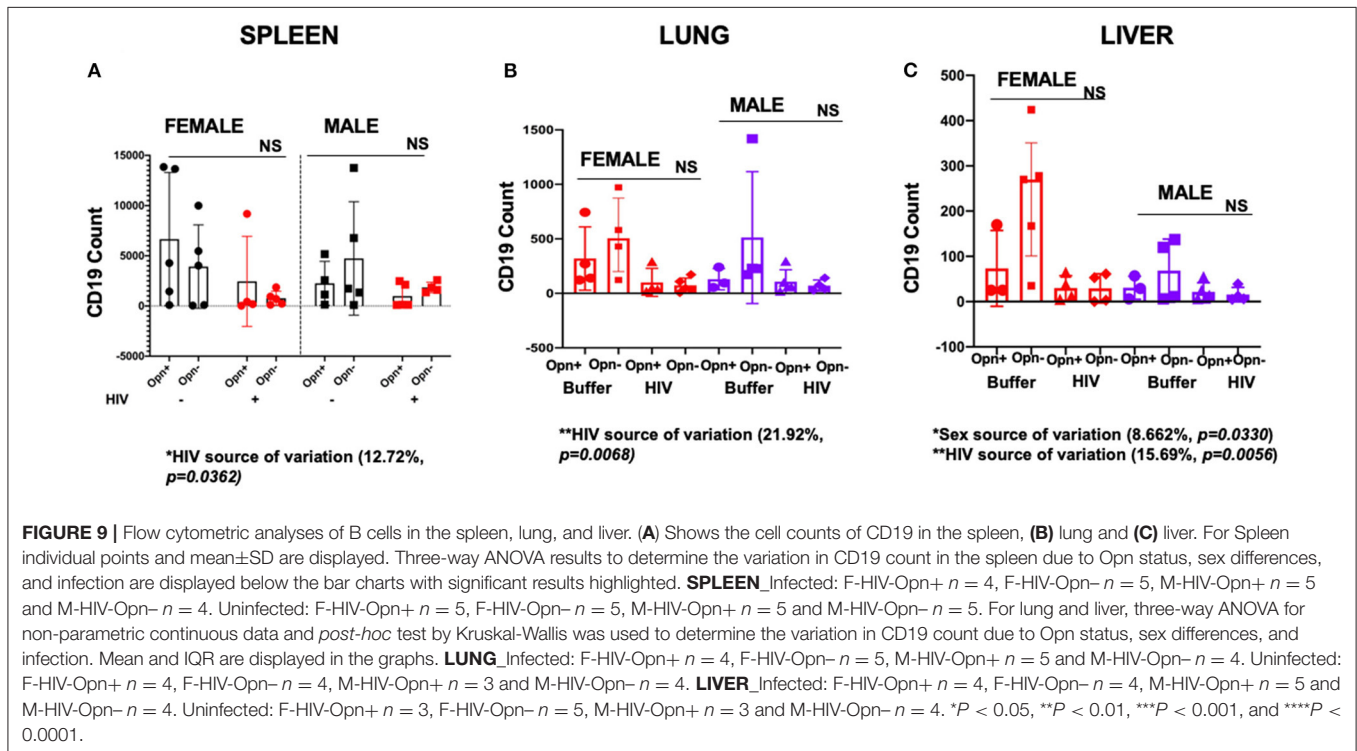 SPLEEN
A
FEMALE
NS
MALE
NS
CD19 Count
15000
10000
5000
0
-5000
Opn+ Opn- Opn+ Opn- Opn+ Opn- Opn+ Opn-
HIV - + - +
*HIV source of variation (12.72%,
p=0.0362)
LUNG
B
FEMALE
NS
MALE
NS
CD19 Count
1500
1000
500
0
-500
Opn+ Opn- Opn+ Opn- Opn+ Opn- Opn+ Opn-
Buffer HIV Buffer HIV
**HIV source of variation (21.92%,
p=0.0068)
LIVER
C
FEMALE
NS
MALE
NS
CD19 Count
500
400
300
200
100
0
-100
Opn+ Opn- Opn+ Opn- Opn+ Opn- Opn+ Opn-
Buffer HIV Buffer HIV
*Sex source of variation (8.662%, p=0.0330)
**HIV source of variation (15.69%, p=0.0056)
FIGURE 9 | Flow cytometric analyses of B cells in the spleen, lung, and liver. (A) Shows the cell counts of CD19 in the spleen, (B) lung and (C) liver. For Spleen
individual points and mean±SD are displayed. Three-way ANOVA results to determine the variation in CD19 count in the spleen due to Opn status, sex differences,
and infection are displayed below the bar charts with significant results highlighted. SPLEEN_Infected: F-HIV-Opn+ n = 4, F-HIV-Opn– n = 5, M-HIV-Opn+ n = 5
and M-HIV-Opn– n = 4. Uninfected: F-HIV-Opn+ n = 5, F-HIV-Opn– n = 5, M-HIV-Opn+ n = 5 and M-HIV-Opn– n = 5. For lung and liver, three-way ANOVA for
non-parametric continuous data and post-hoc test by Kruskal-Wallis was used to determine the variation in CD19 count due to Opn status, sex differences, and
infection. Mean and IQR are displayed in the graphs. LUNG_Infected: F-HIV-Opn+ n = 4, F-HIV-Opn– n = 5, M-HIV-Opn+ n = 5 and M-HIV-Opn– n = 4. Uninfected:
F-HIV-Opn+ n = 4, F-HIV-Opn– n = 4, M-HIV-Opn+ n = 3 and M-HIV-Opn– n = 4. LIVER_Infected: F-HIV-Opn+ n = 4, F-HIV-Opn– n = 4, M-HIV-Opn+ n = 5 and
M-HIV-Opn– n = 4. Uninfected: F-HIV-Opn+ n = 3, F-HIV-Opn– n = 5, M-HIV-Opn+ n = 3 and M-HIV-Opn– n = 4. *P < 0.05, **P < 0.01, ***P < 0.001, and ****P <
0.0001.